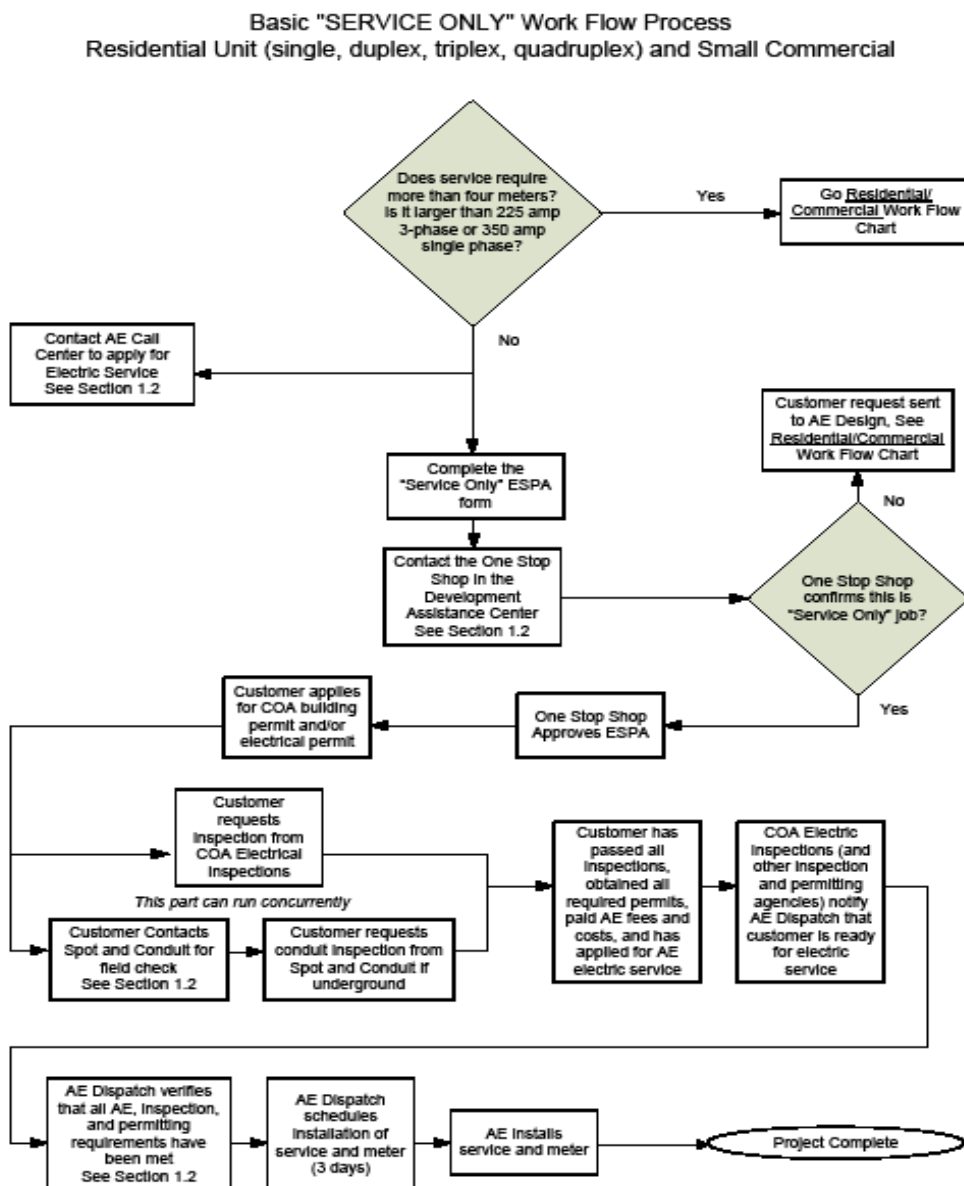 Basic "SERVICE ONLY" Work Flow Process
Residential Unit (single, duplex, triplex, quadruplex) and Small Commercial
Does service require
more than four meters?
Is it larger than 225 amp
3-phase or 350 amp
single phase?
Yes
Go Residential/
Commercial Work Flow
Chart
No
Contact AE Call
Center to apply for
Electric Service
See Section 1.2
Customer request sent
to AE Design, See
Residential/Commercial
Work Flow Chart
Complete the
"Service Only" ESPA
form
No
Contact the One Stop
Shop in the
Development
Assistance Center
See Section 1.2
One Stop Shop
confirms this is
"Service Only" job?
Yes
One Stop Shop
Approves ESPA
Customer applies
for COA building
permit and/or
electrical permit
Customer
requests
inspection from
COA Electrical
Inspections
This part can run concurrently
Customer Contacts
Spot and Conduit for
field check
See Section 1.2
Customer requests
conduit inspection from
Spot and Conduit if
underground
Customer has
passed all
inspections,
obtained all
required permits,
paid AE fees and
costs, and has
applied for AE
electric service
COA Electric
Inspections (and
other inspection
and permitting
agencies) notify
AE Dispatch that
customer is ready
for electric
service
AE Dispatch verifies
that all AE, inspection,
and permitting
requirements have
been met
See Section 1.2
AE Dispatch
schedules
installation of
service and meter
(3 days)
AE installs
service and meter
Project Complete